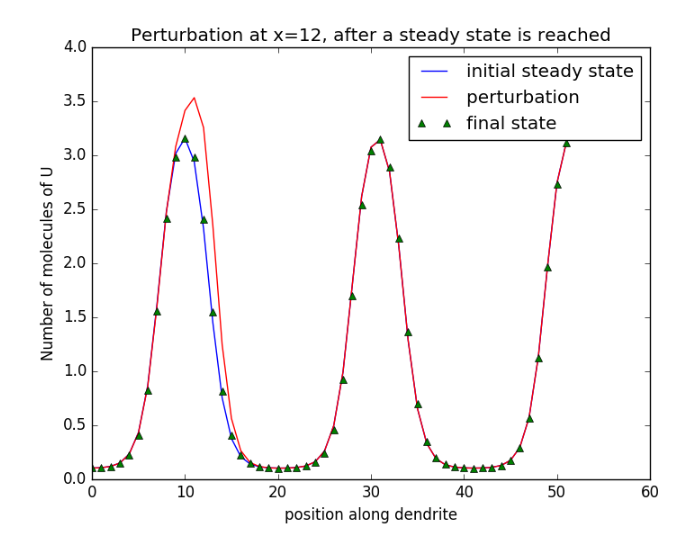 Perturbation at x=12, after a steady state is reached
4.0
3.5
3.0
2.5
2.0
1.5
1.0
0.5
0.0
Number of molecules of U
initial steady state
perturbation
final state
0 10 20 30 40 50 60
position along dendrite